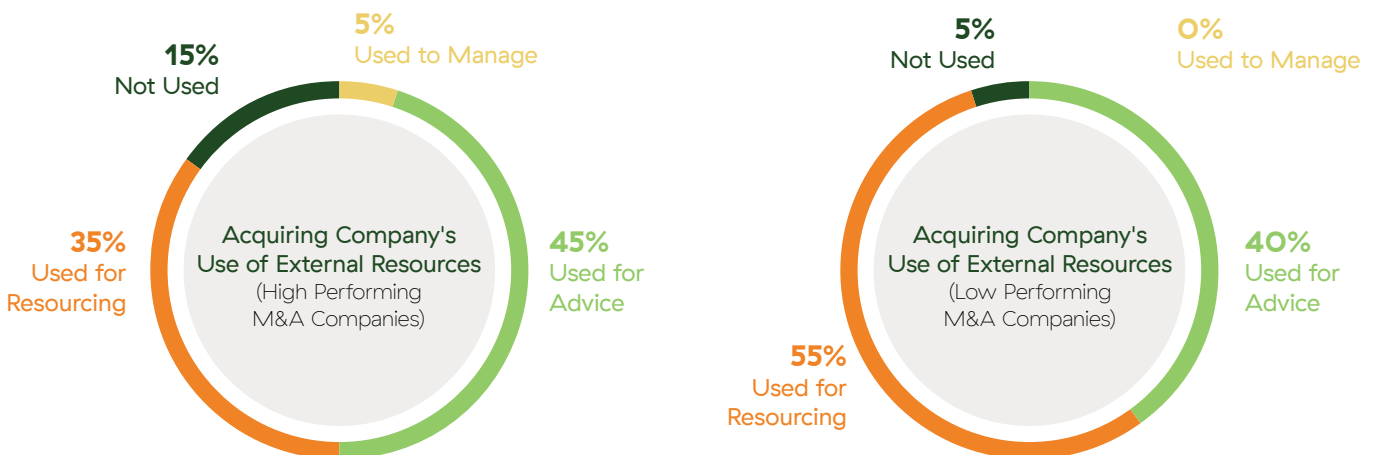 5%
Used to Manage
15%
Not Used
35%
Used for
Resourcing
Acquiring Company's
Use of External Resources
(High Performing
M&A Companies)
45%
Used for
Advice
5%
Not Used
0%
Used to Manage
Acquiring Company's
Use of External Resources
(Low Performing
M&A Companies)
40%
Used for
Advice
55%
Used for
Resourcing